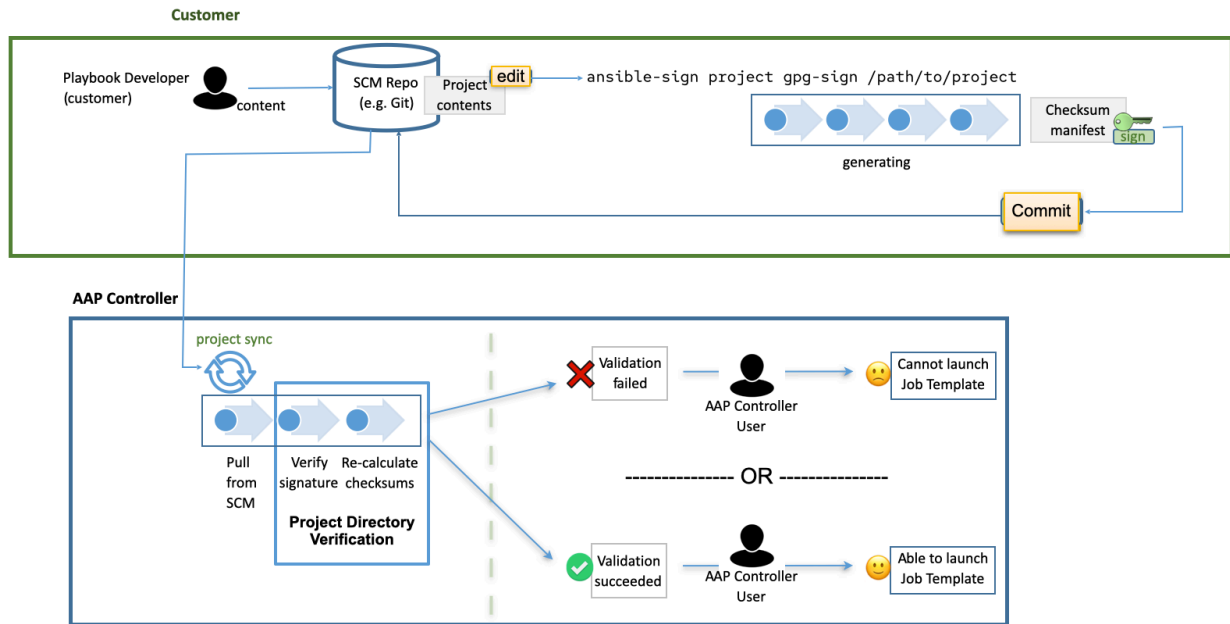 Customer
Playbook Developer
(customer)
content
SCM Repo
(e.g. Git)
Project
contents
edit
ansible-sign project gpg-sign /path/to/project
generating
Checksum
manifest
sign
Commit
AAP Controller
project sync
Pull
from
SCM
Verify
signature
Re-calculate
checksums
Project Directory
Verification
Validation
failed
AAP Controller
User
Cannot launch
Job Template
--------------- OR ---------------
Validation
succeeded
AAP Controller
User
Able to launch
Job Template